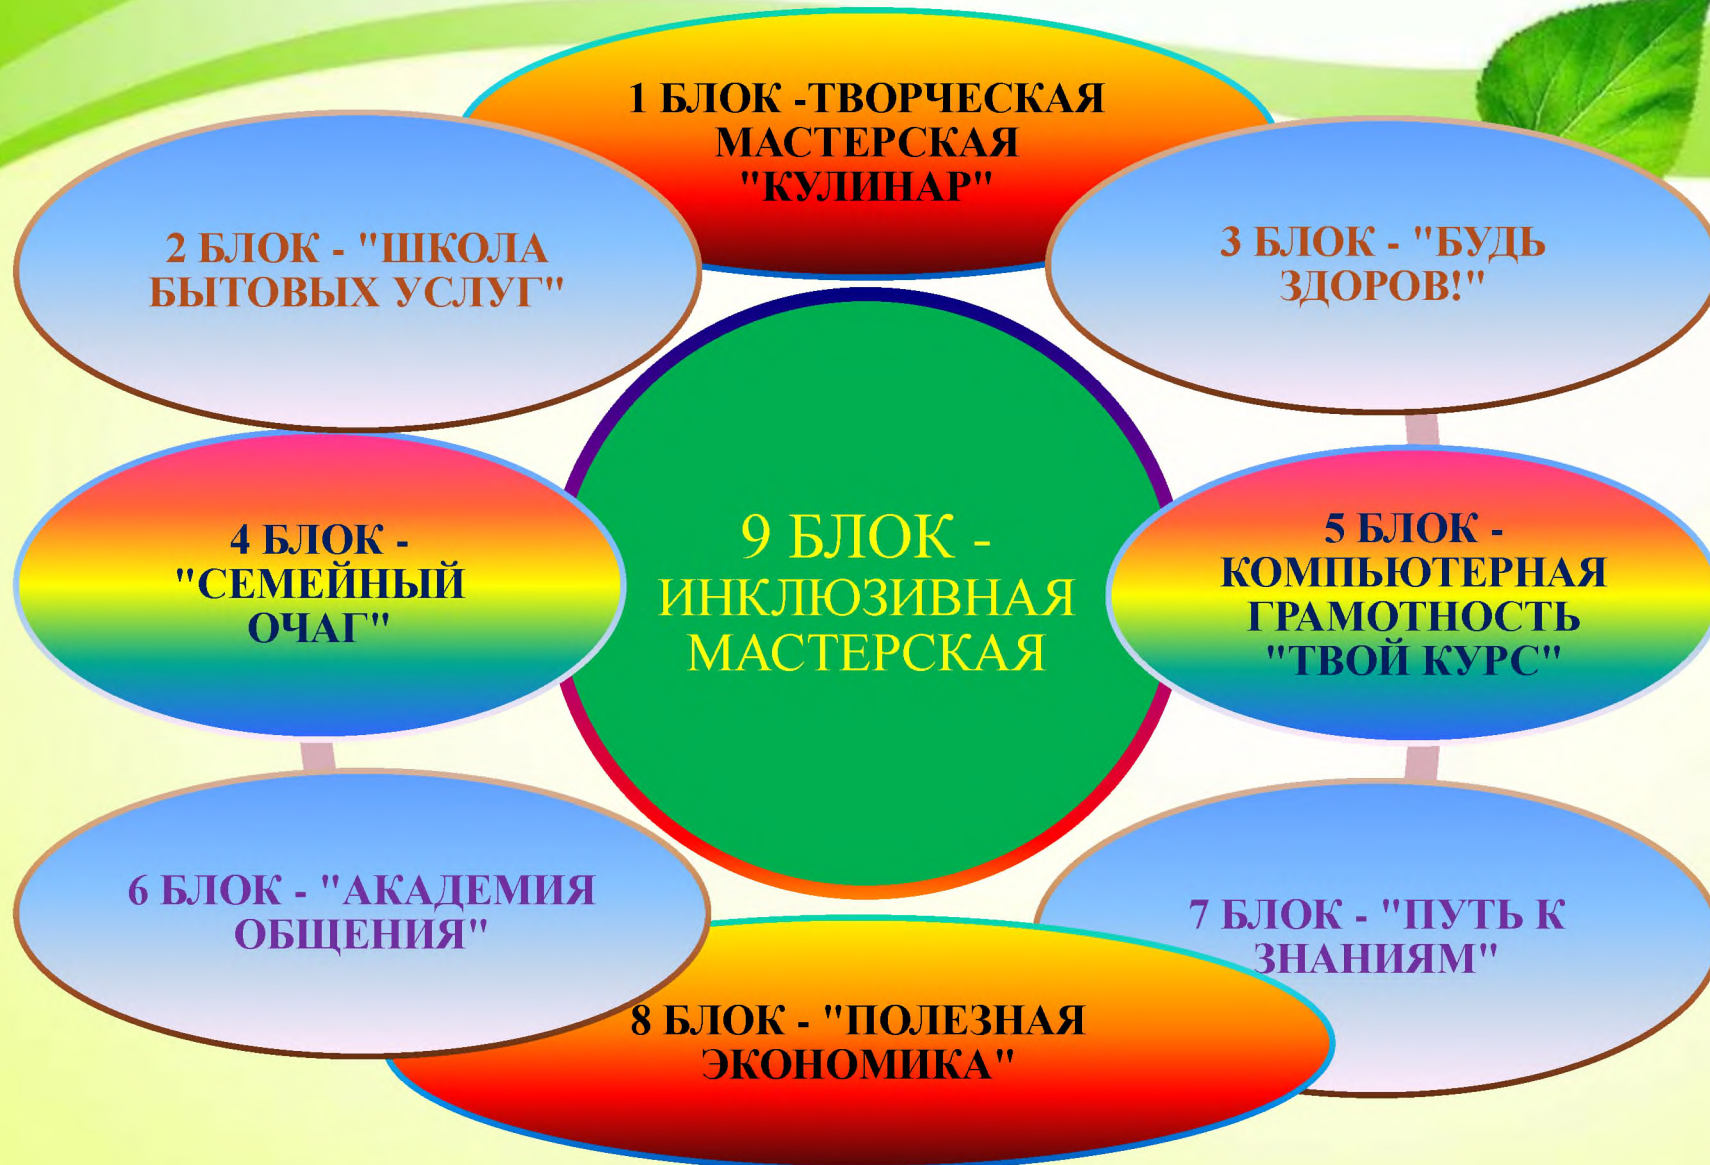 1 БЛОК -ТВОРЧЕСКАЯ
МАСТЕРСКАЯ
"КУЛИНАР"
2 БЛОК - "ШКОЛА
БЫТОВЫХ УСЛУГ"
3 БЛОК - "БУДЬ
ЗДОРОВ!"
4 БЛОК -
"СЕМЕЙНЫЙ
ОЧАГ"
5 БЛОК -
КОМПЬЮТЕРНАЯ
ГРАМОТНОСТЬ
"ТВОЙ КУРС"
9 БЛОК -
ИНКЛЮЗИВНАЯ
МАСТЕРСКАЯ
6 БЛОК - "АКАДЕМИЯ
ОБЩЕНИЯ"
7 БЛОК - "ПУТЬ К
ЗНАНИЯМ"
8 БЛОК - "ПОЛЕЗНАЯ
ЭКОНОМИКА"